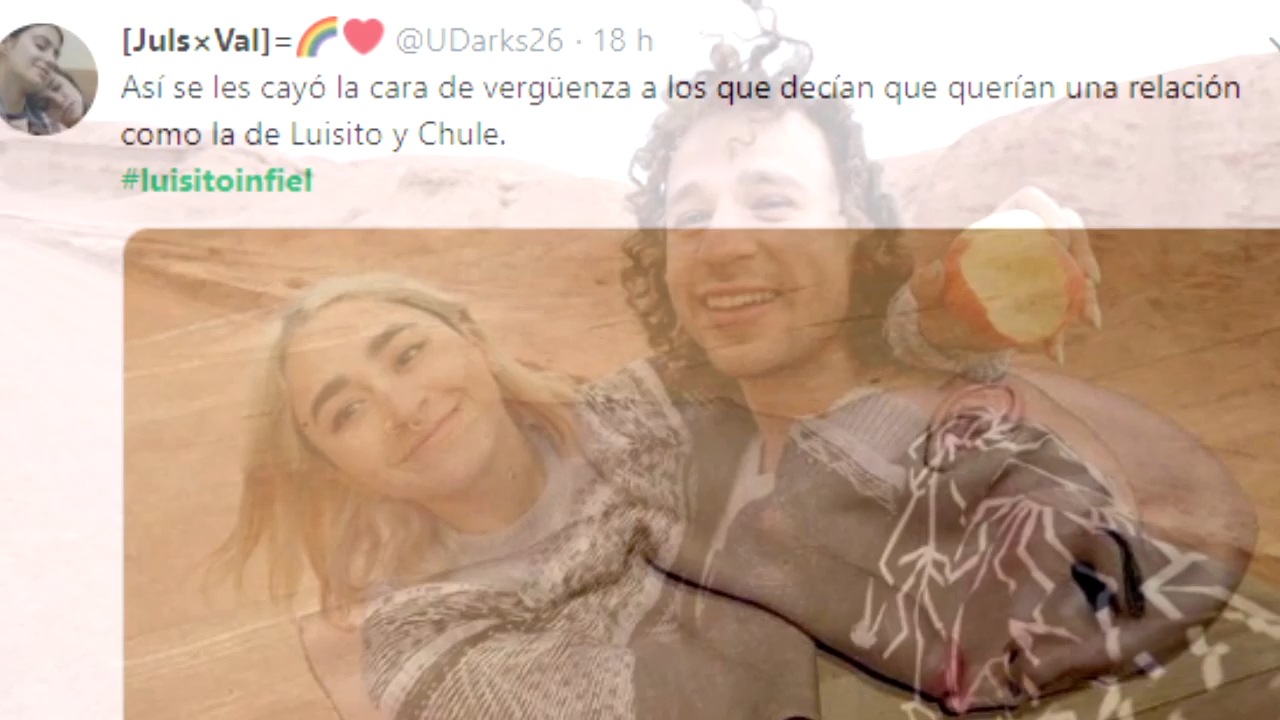 [Juls×Val]=🌈❤️ @UDarks26 · 18 h
Así se les cayó la cara de vergüenza a los que decían que querían una relación
como la de Luisito y Chule.
#luisitoinfiel